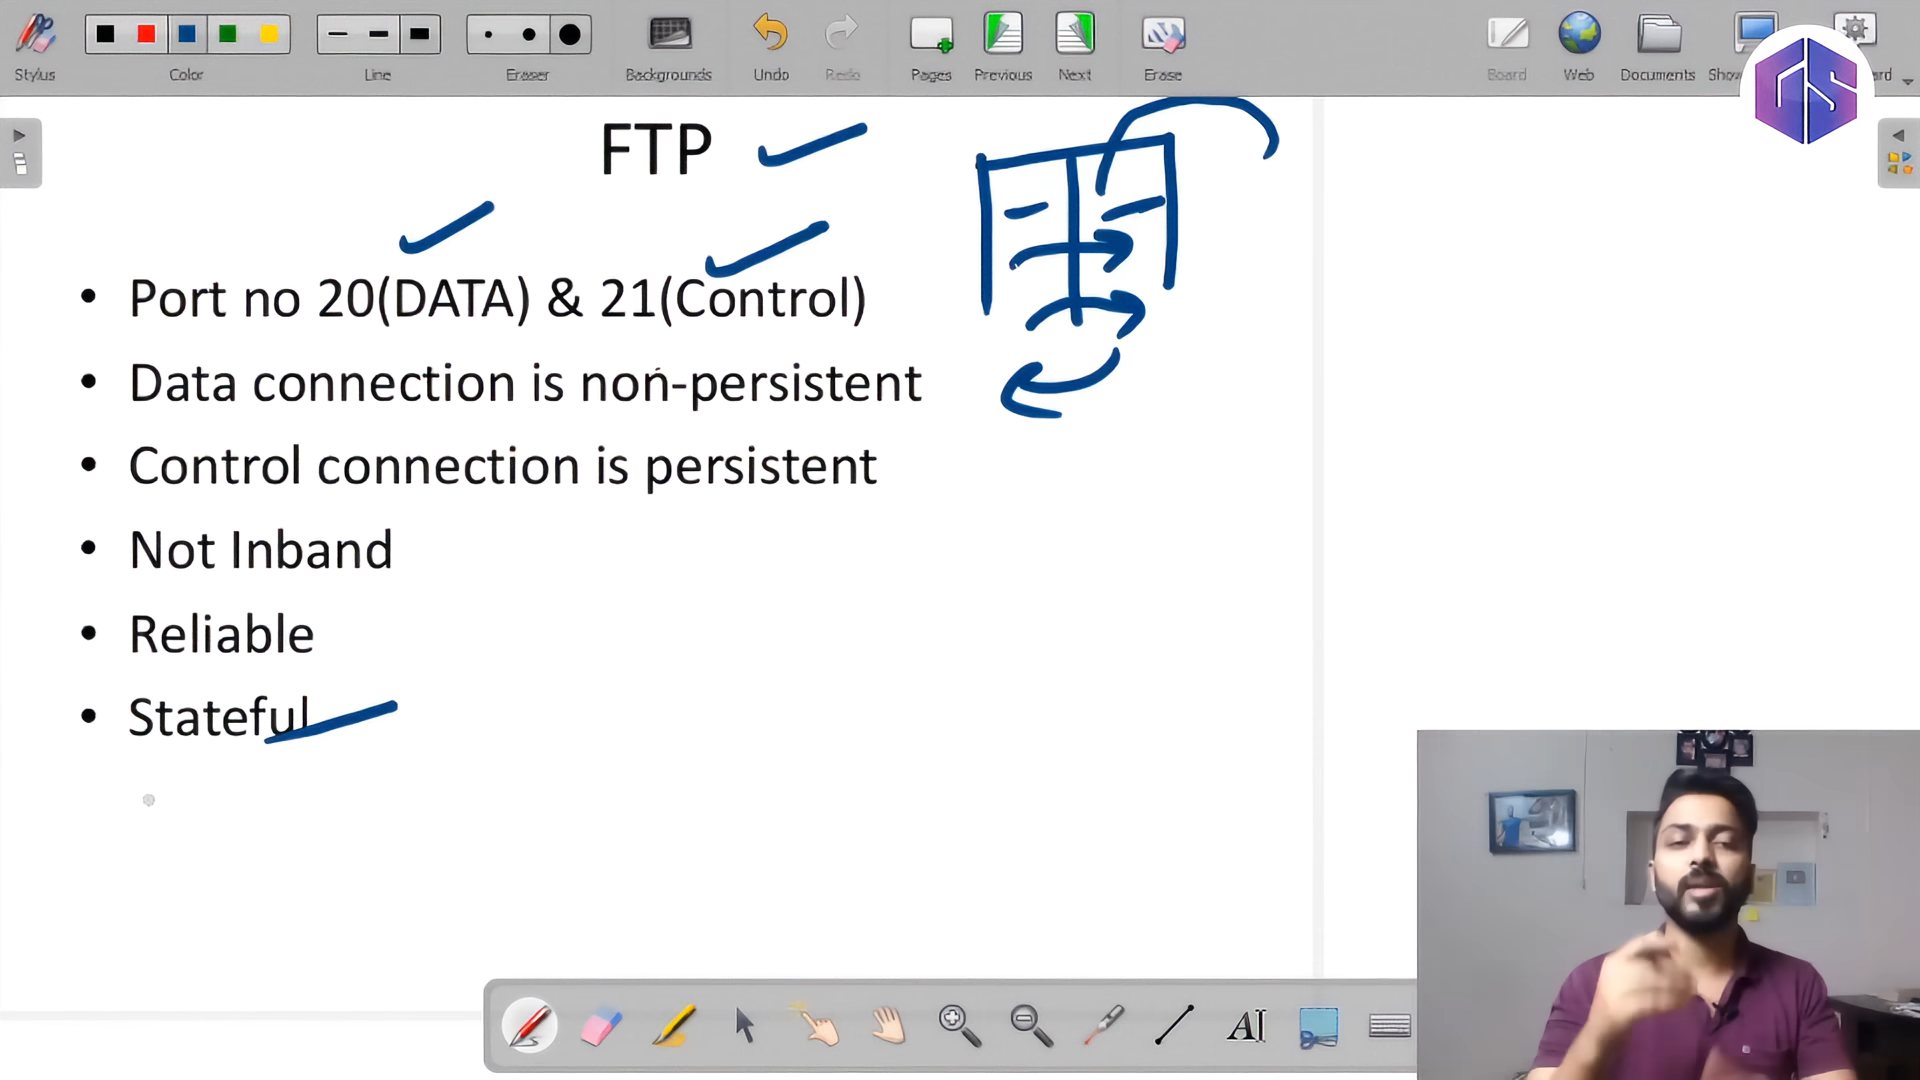 Stylus
Color
Line
Eraser
Backgrounds
Undo
Redo
Pages
Previous
Next
Erase
Board
Web
Documents
FTP
• Port no 20(DATA) & 21(Control)
• Data connection is non-persistent
• Control connection is persistent
• Not Inband
• Reliable
• Stateful